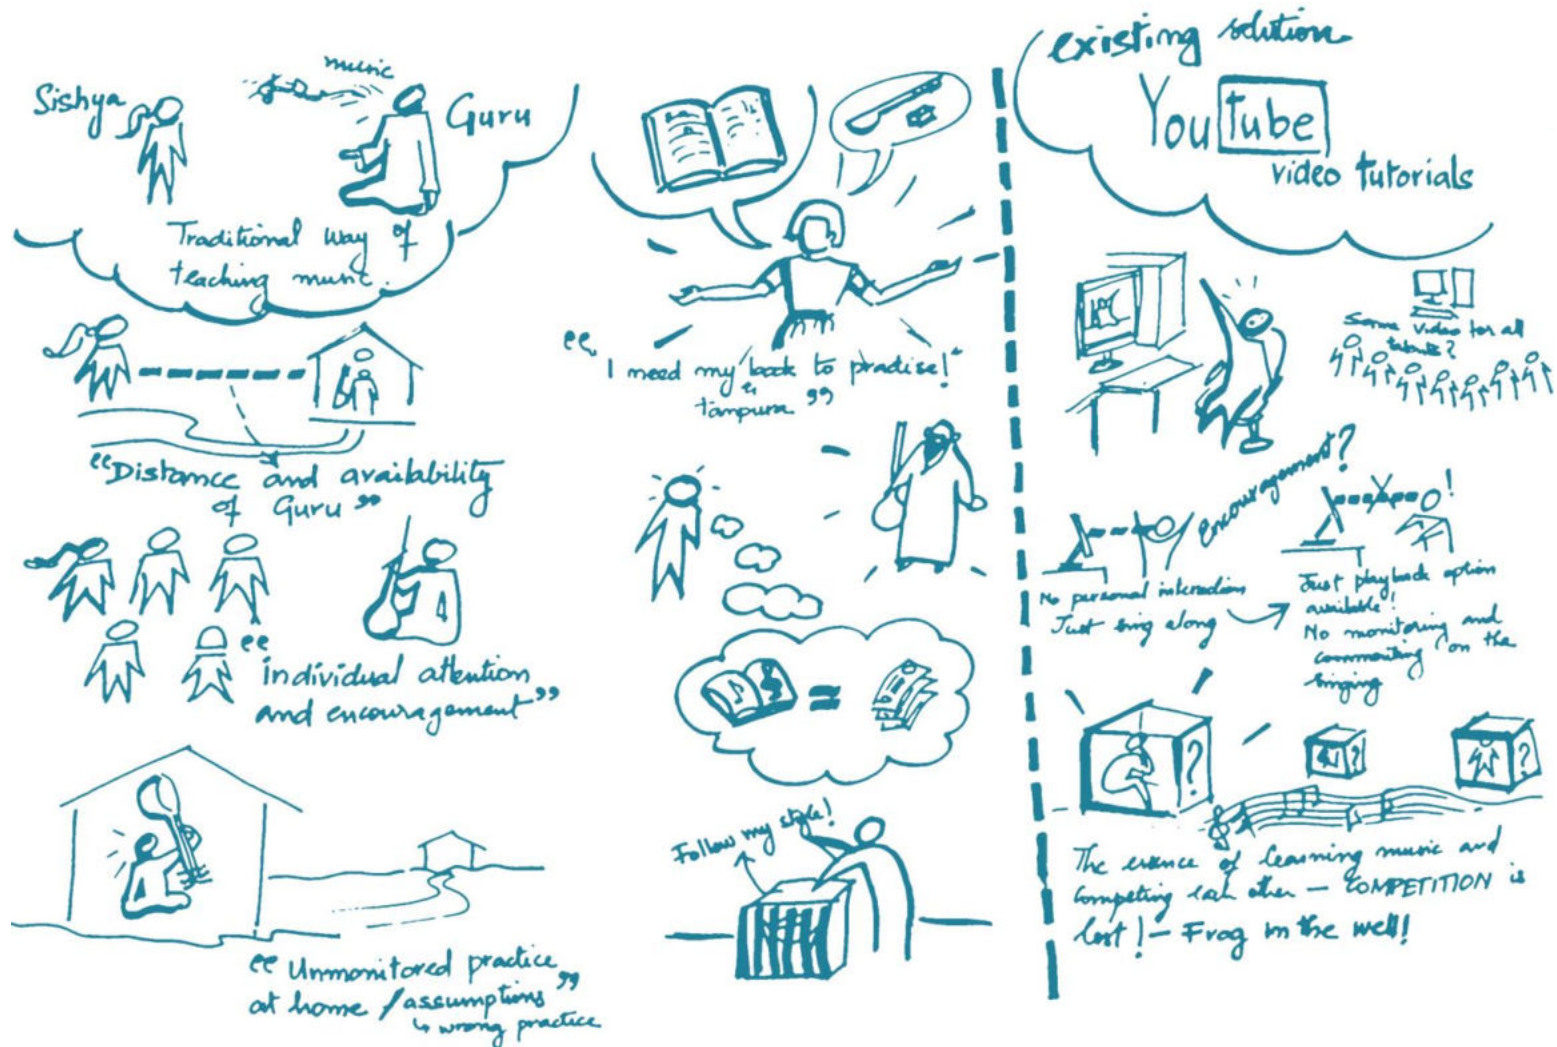 Sishya
music
Guru
Traditional way of
teaching music.
"Distance and availability
of Guru"
"individual attention
and encouragement"
"Unmonitored practice
at home / assumptions"
↳ wrong practice
"I need my book to practise!"
&
tampura"
Follow my style!
existing solution
YouTube
video tutorials
Same video for all
talents?
Encouragement?
No personal interaction
Just sing along
Just playback option
available!
No monitoring and
commenting on the
singing
?
?
?
The essence of learning music and
competing each other – COMPETITION is
lost! – Frog in the well!